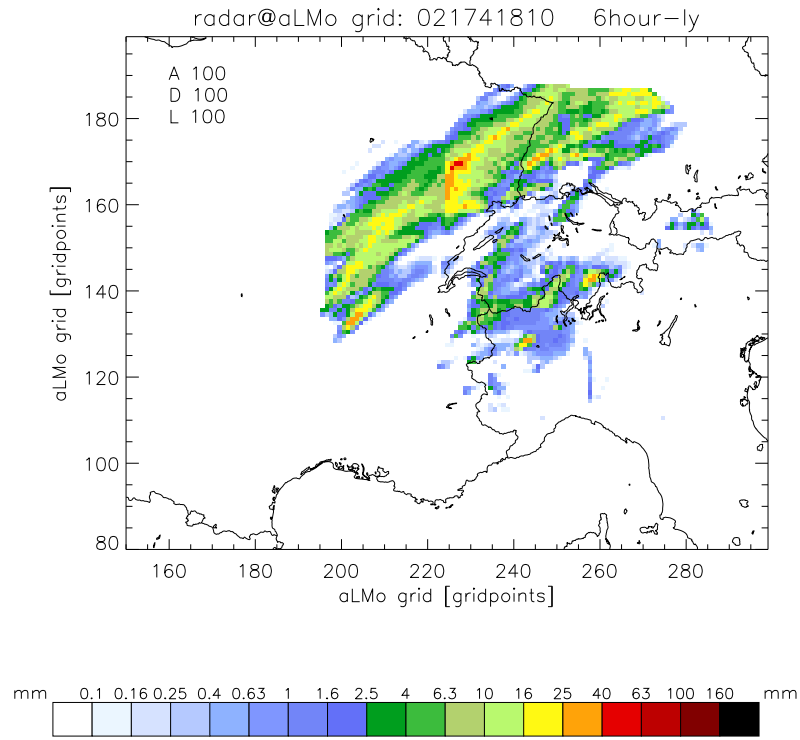 radar@aLMo grid: 021741810 6hour-ly
A 100
D 100
L 100
180
160
140
120
100
80
aLMo grid [gridpoints]
160 180 200 220 240 260 280
aLMo grid [gridpoints]
mm 0.1 0.16 0.25 0.4 0.63 1 1.6 2.5 4 6.3 10 16 25 40 63 100 160 mm